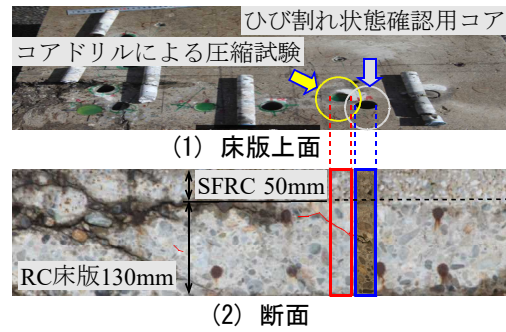 ひび割れ状態確認用コア
コアドリルによる圧縮試験
(1) 床版上面
SFRC 50mm
RC床版130mm
(2) 断面